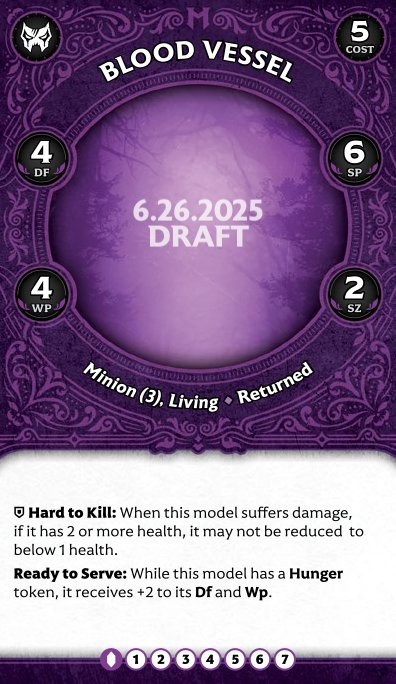 BLOOD VESSEL
5
COST
4
DF
6
SP
6.26.2025
DRAFT
4
WP
2
SZ
Minion (3), Living • Returned
Hard to Kill: When this model suffers damage,
if it has 2 or more health, it may not be reduced to
below 1 health.
Ready to Serve: While this model has a Hunger
token, it receives +2 to its Df and Wp.
1 2 3 4 5 6 7